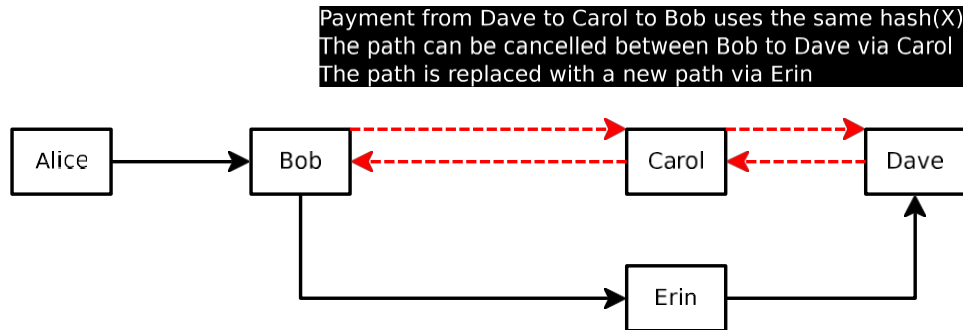 Payment from Dave to Carol to Bob uses the same hash(X)
The path can be cancelled between Bob to Dave via Carol
The path is replaced with a new path via Erin
Alice
Bob
Carol
Dave
Erin